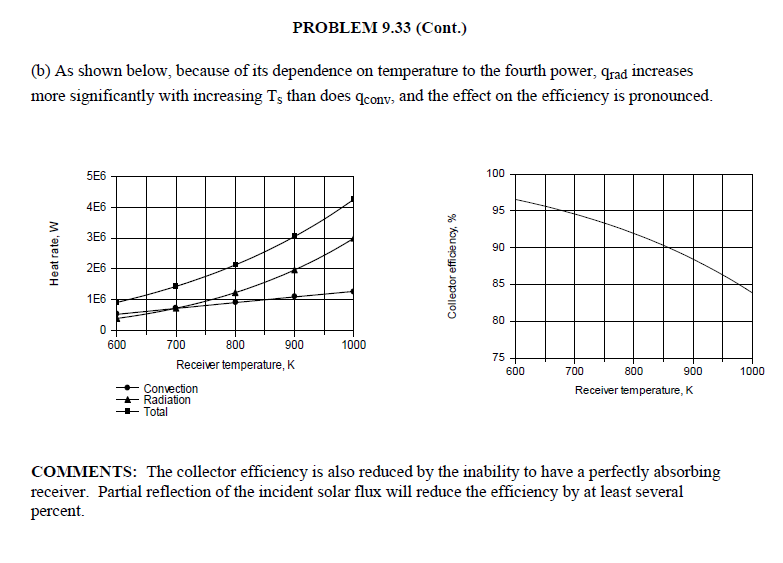 PROBLEM 9.33 (Cont.)
(b) As shown below, because of its dependence on temperature to the fourth power, qrad increases
more significantly with increasing Ts than does qconv, and the effect on the efficiency is pronounced.
5E6
4E6
3E6
2E6
1E6
0
Heat rate, W
600 700 800 900 1000
Receiver temperature, K
Convection
Radiation
Total
100
95
90
85
80
75
Collector efficiency, %
600 700 800 900 1000
Receiver temperature, K
COMMENTS: The collector efficiency is also reduced by the inability to have a perfectly absorbing
receiver. Partial reflection of the incident solar flux will reduce the efficiency by at least several
percent.